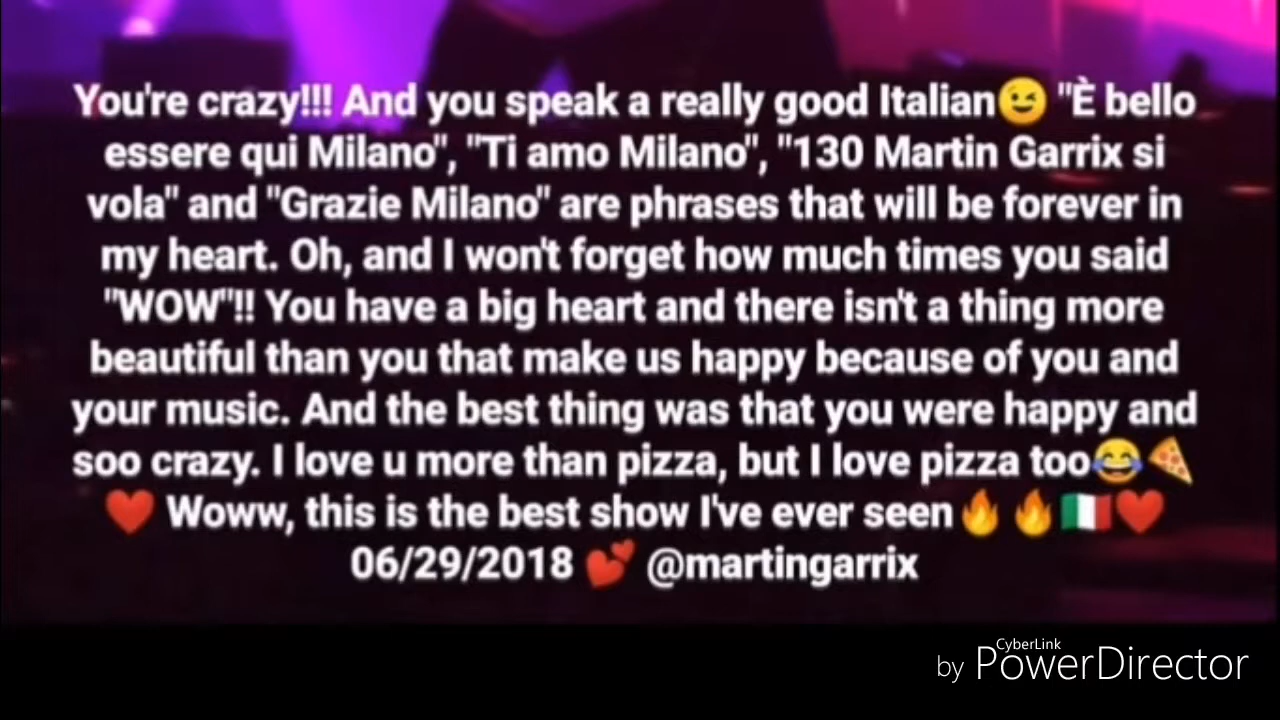 You're crazy!!! And you speak a really good Italian😉 "È bello
essere qui Milano", "Ti amo Milano", "130 Martin Garrix si
vola" and "Grazie Milano" are phrases that will be forever in
my heart. Oh, and I won't forget how much times you said
"WOW"!! You have a big heart and there isn't a thing more
beautiful than you that make us happy because of you and
your music. And the best thing was that you were happy and
soo crazy. I love u more than pizza, but I love pizza too😂🍕
❤️ Woww, this is the best show I've ever seen🔥🔥🇮🇹❤️
06/29/2018 💕 @martingarrix
CyberLink
by PowerDirector